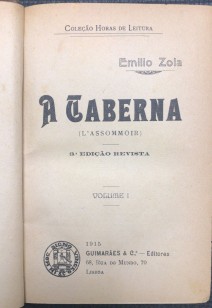 COLEÇÃO HORAS DE LEITURA
Emilio Zola
A TABERNA
(L'ASSOMMOIR)
3ª EDIÇÃO REVISTA
VOLUME I
1915
GUIMARÃES & C.ª - Editores
68, RUA DO MUNDO, 70
LISBOA